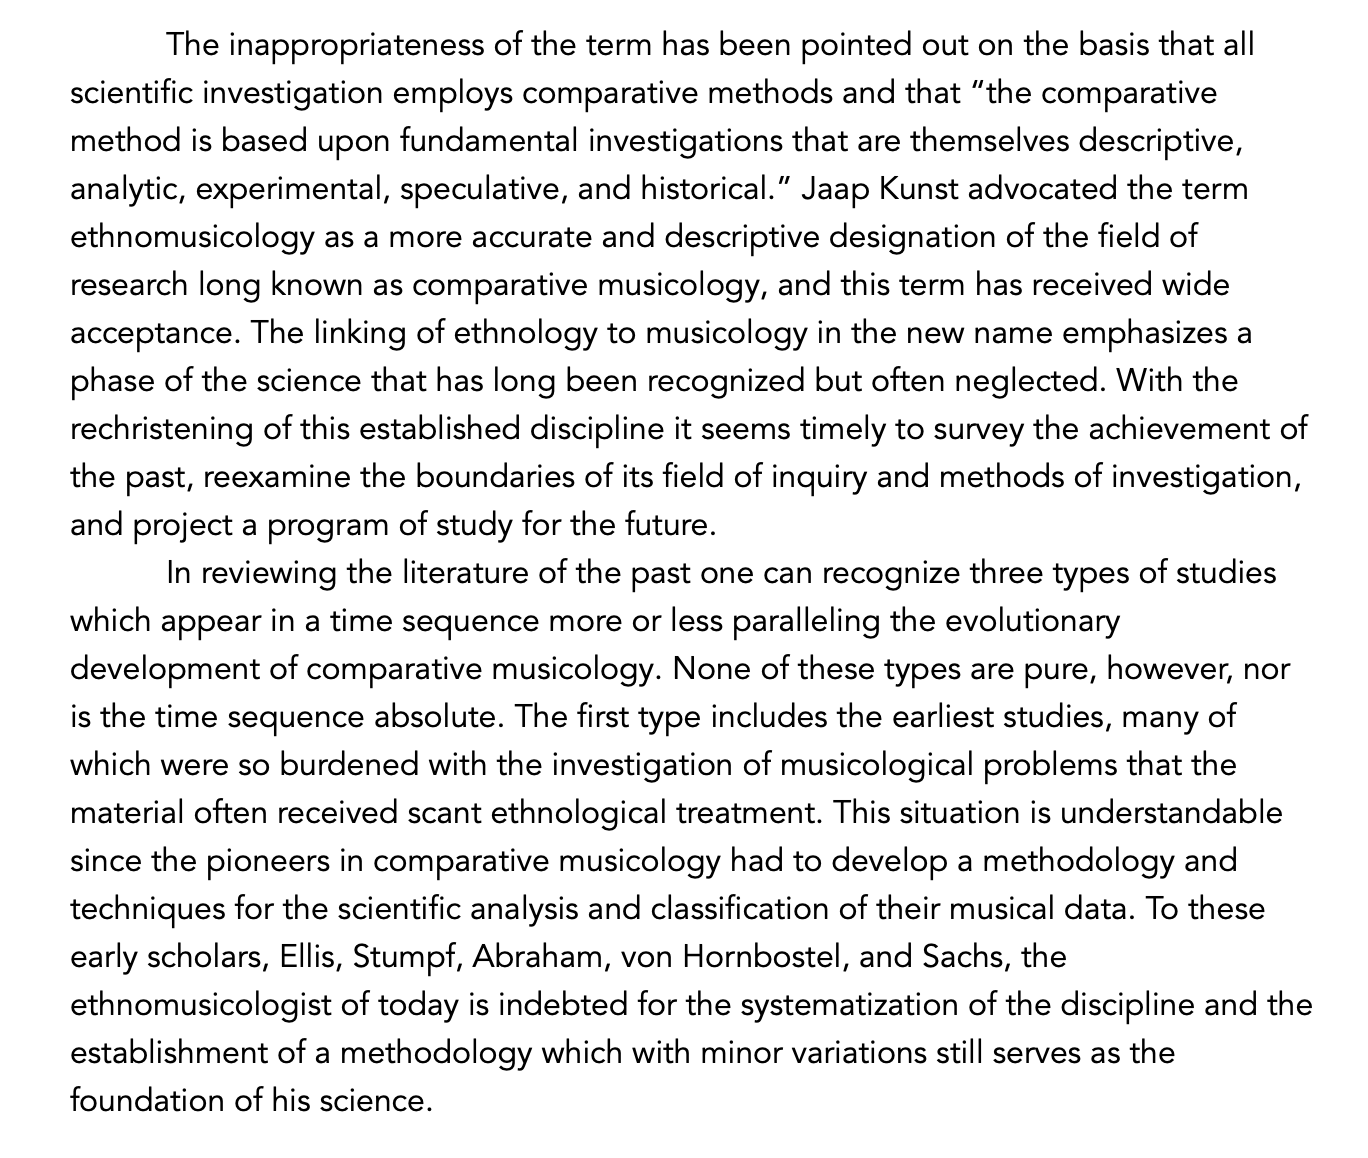 The inappropriateness of the term has been pointed out on the basis that all
scientific investigation employs comparative methods and that “the comparative
method is based upon fundamental investigations that are themselves descriptive,
analytic, experimental, speculative, and historical.” Jaap Kunst advocated the term
ethnomusicology as a more accurate and descriptive designation of the field of
research long known as comparative musicology, and this term has received wide
acceptance. The linking of ethnology to musicology in the new name emphasizes a
phase of the science that has long been recognized but often neglected. With the
rechristening of this established discipline it seems timely to survey the achievement of
the past, reexamine the boundaries of its field of inquiry and methods of investigation,
and project a program of study for the future.
In reviewing the literature of the past one can recognize three types of studies
which appear in a time sequence more or less paralleling the evolutionary
development of comparative musicology. None of these types are pure, however, nor
is the time sequence absolute. The first type includes the earliest studies, many of
which were so burdened with the investigation of musicological problems that the
material often received scant ethnological treatment. This situation is understandable
since the pioneers in comparative musicology had to develop a methodology and
techniques for the scientific analysis and classification of their musical data. To these
early scholars, Ellis, Stumpf, Abraham, von Hornbostel, and Sachs, the
ethnomusicologist of today is indebted for the systematization of the discipline and the
establishment of a methodology which with minor variations still serves as the
foundation of his science.